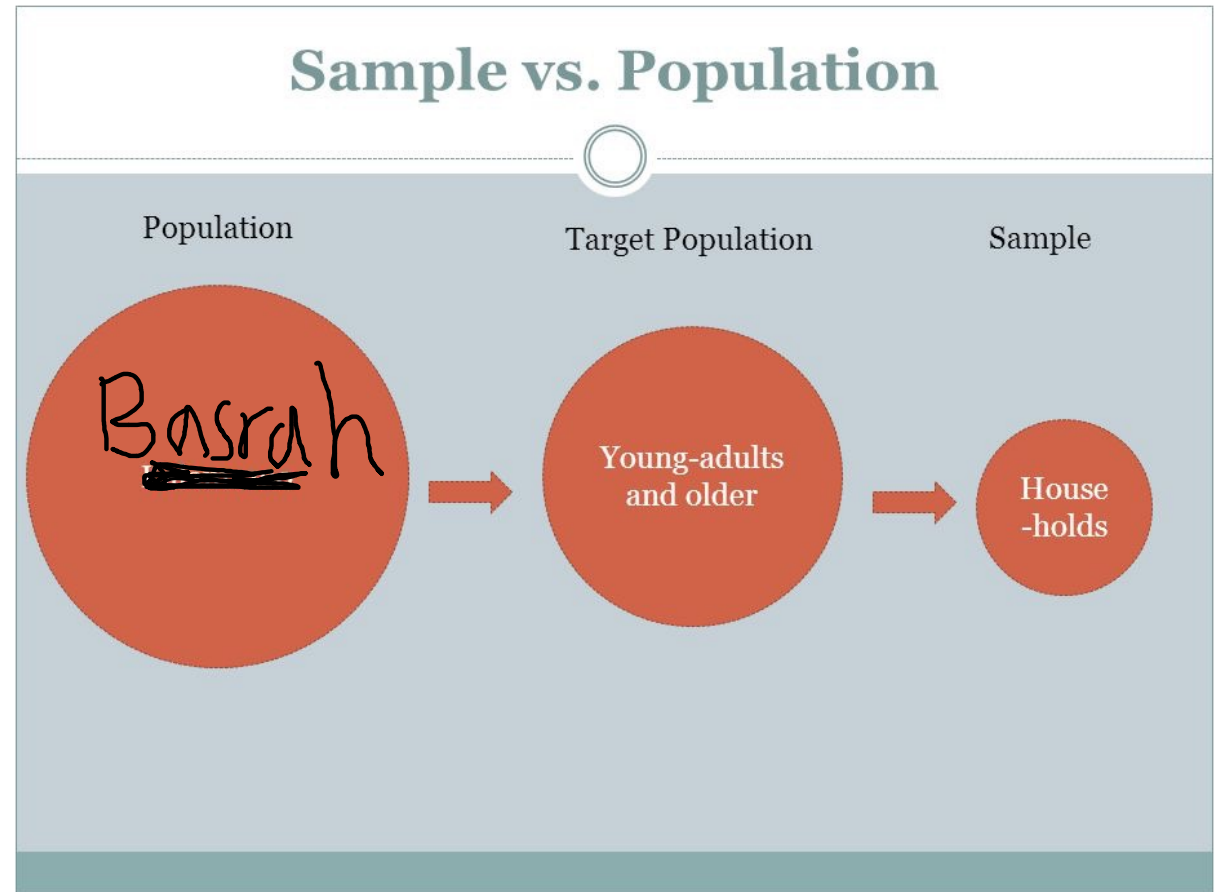 Sample vs. Population
Population
Target Population
Sample
Basrah
Young-adults
and older
House
-holds